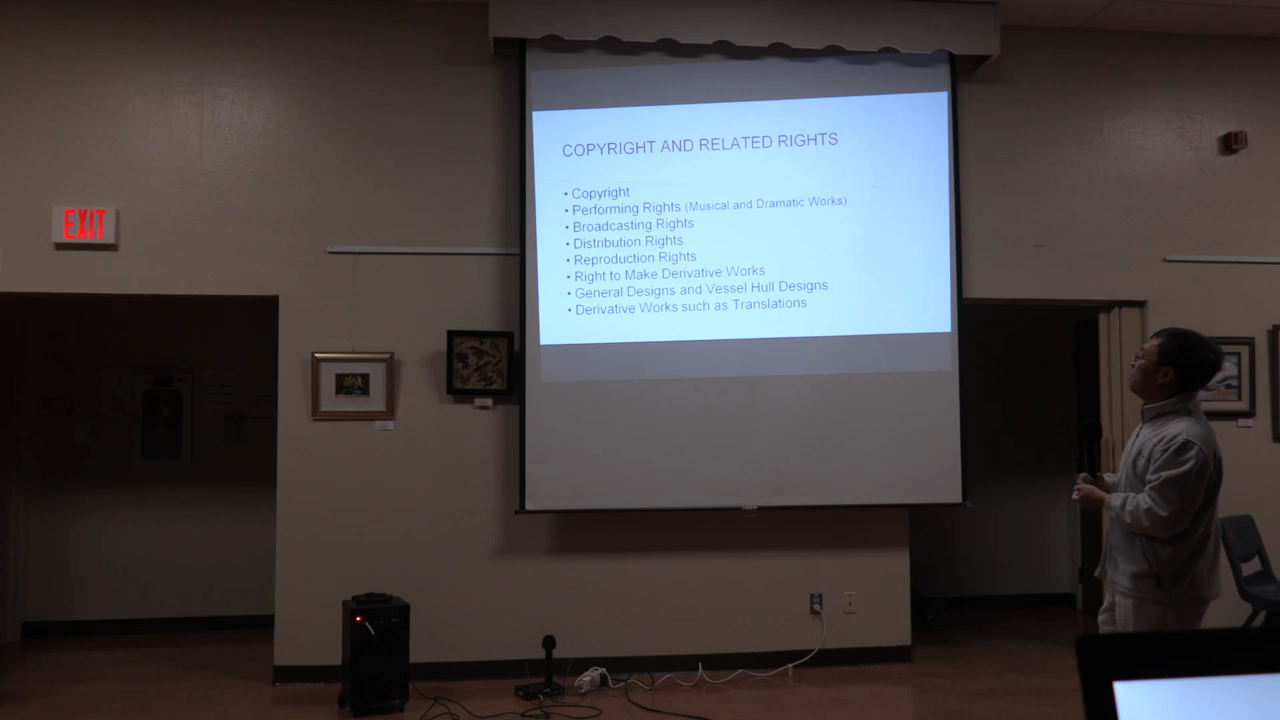 EXIT
COPYRIGHT AND RELATED RIGHTS
• Copyright
• Performing Rights (Musical and Dramatic Works)
• Broadcasting Rights
• Distribution Rights
• Reproduction Rights
• Right to Make Derivative Works
• General Designs and Vessel Hull Designs
• Derivative Works such as Translations